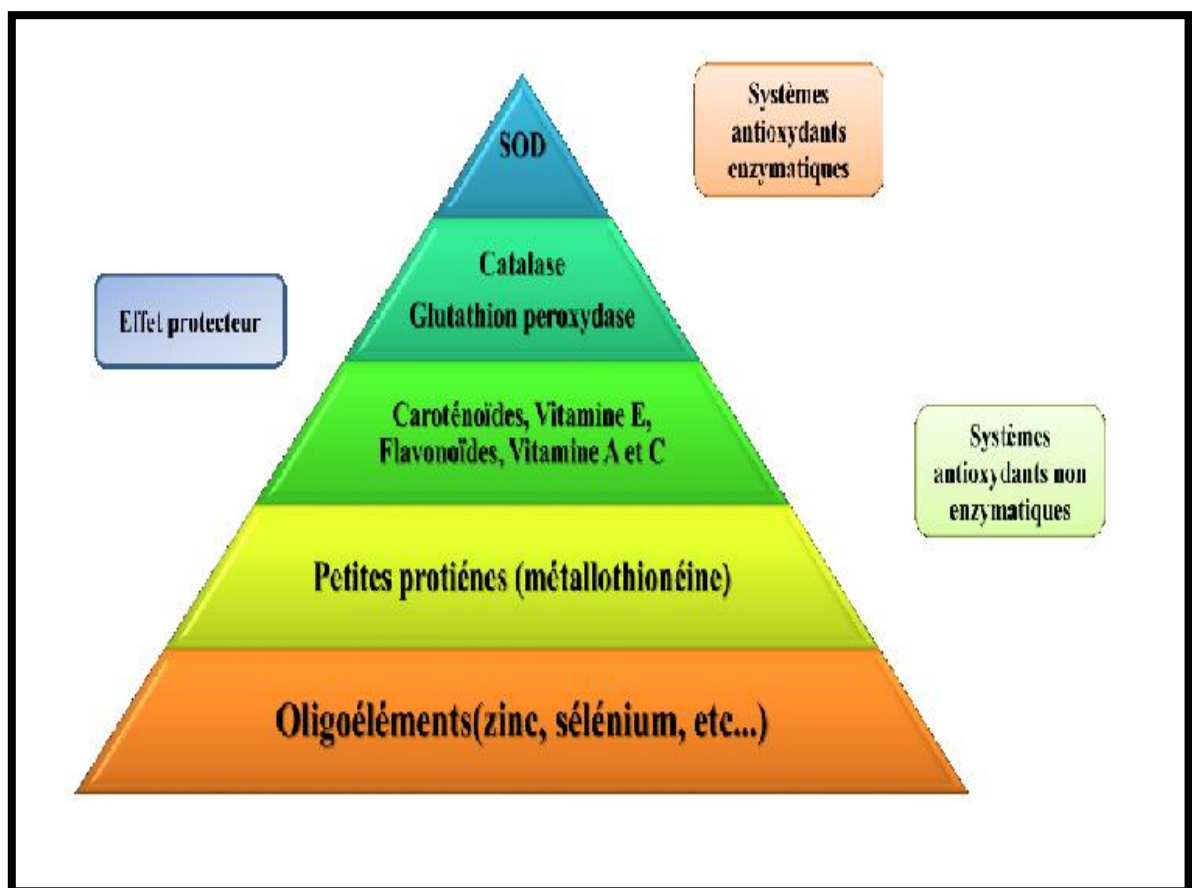 SOD
Systèmes
antioxydants
enzymatiques
Catalase
Glutathion peroxydase
Effet protecteur
Caroténoïdes, Vitamine E,
Flavonoïdes, Vitamine A et C
Systèmes
antioxydants non
enzymatiques
Petites protiénes (métallothionéine)
Oligoéléments(zinc, sélénium, etc...)